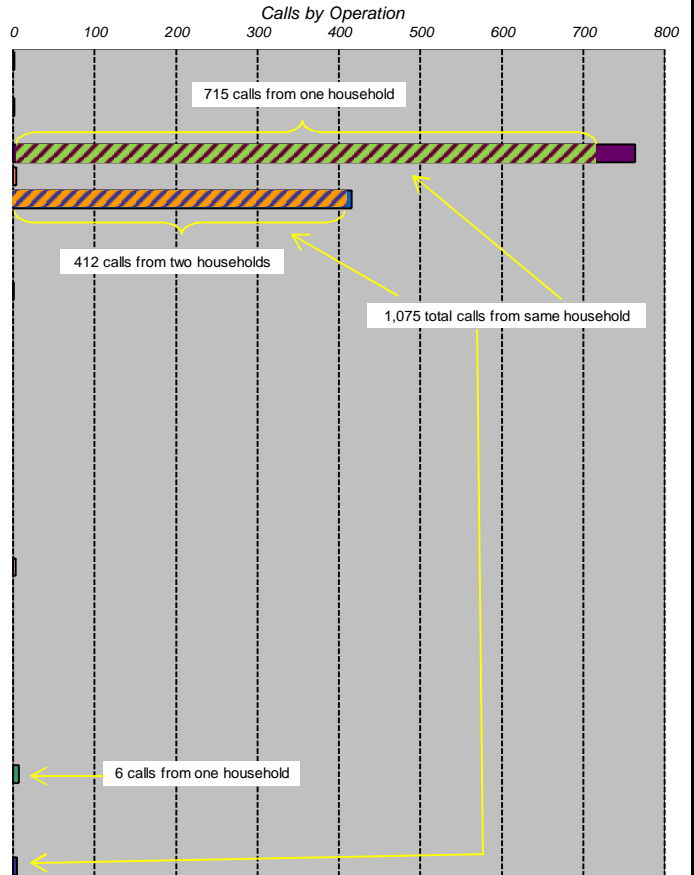 Calls by Operation
0 100 200 300 400 500 600 700 800
715 calls from one household
412 calls from two households
1,075 total calls from same household
6 calls from one household